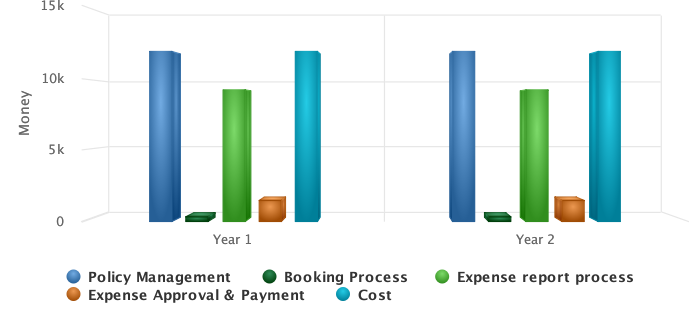 15k
10k
5k
0
Money
Year 1
Year 2
Policy Management
Booking Process
Expense report process
Expense Approval & Payment
Cost